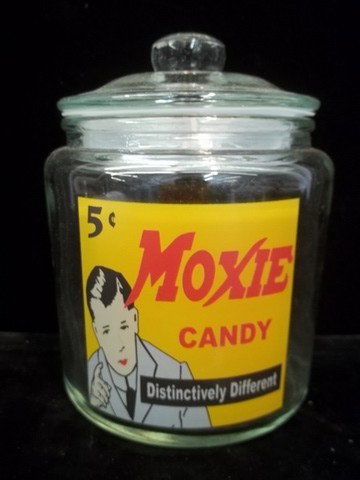 5¢
MOXIE
CANDY
Distinctively Different